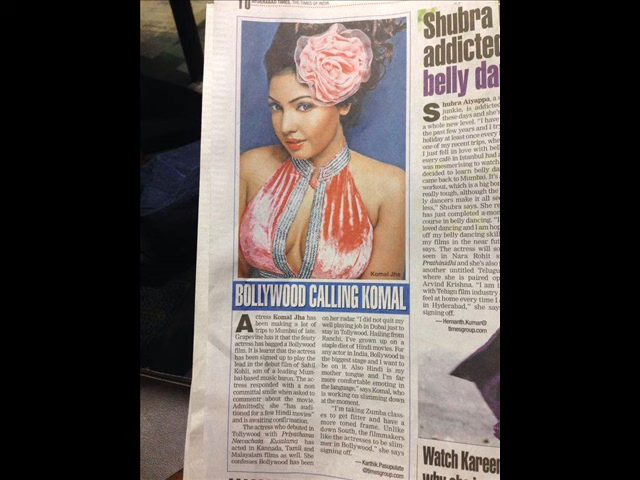 10 HYDERABAD TIMES, THE TIMES OF INDIA
Komal Jha
BOLLYWOOD CALLING KOMAL
Actress Komal Jha has
been making a lot of
trips to Mumbai of late.
Grapevine has it that the feisty
actress has bagged a Bollywood
film. It is learnt that the actress
has been signed up to play the
lead in the debut film of Sahil
Kohli, son of a leading Mum-
bai-based music baron. The ac-
tress responded with a non
committal smile when asked to
commentr about the movie.
Admittedly, she "has audi-
tioned for a few Hindi movies"
and is awaiting confirmation.
The actress who debuted in
Tollywood with Priyathama
Neevachata Kusalama has
acted in Kannada, Tamil and
Malayalam films as well. She
confesses Bollywood has been
on her radar. "I did not quit my
well paying job in Dubai just to
stay in Tollywood. Hailing from
Ranchi, I've grown up on a
staple diet of Hindi movies. For
any actor in India, Bollywood is
the biggest stage and I want to
be on it. Also Hindi is my
mother tongue and I'm far
more comfortable emoting in
the language," says Komal, who
is working on slimming down
at the moment.
"I'm taking Zumba class-
es to get fitter and have a
more toned frame. Unlike
down South, the filmmakers
like the actresses to be slim-
mer in Bollywood," she says
signing off.
— Karthik.Pasupulate
@timesgroup.com
Shubra
addicted
belly da
Shubra Aiyappa, a
junkie, is addicted
these days and she's
a whole new level. "I have
the past few years and I tr
holiday at least once every
one of my recent trips, whe
I just fell in love with bel
every café in Istanbul had a
was mesmerising to watch
decided to learn belly da
came back to Mumbai. It's
workout, which is a big bo
really tough, although the
ly dancers make it all see
less," Shubra says. She re
has just completed a mon
course in belly dancing. "I
loved dancing and I am hop
off my belly dancing skill
my films in the near fut
says. The actress will so
seen in Nara Rohit s
Prathinidhi and she's also
another untitled Telugu
where she is paired op
Arvind Krishna. "I am t
with Telugu film industry
feel at home every time I
in Hyderabad," she say
signing off.
— Hemanth.Kumar@
timesgroup.com
Watch Kareen